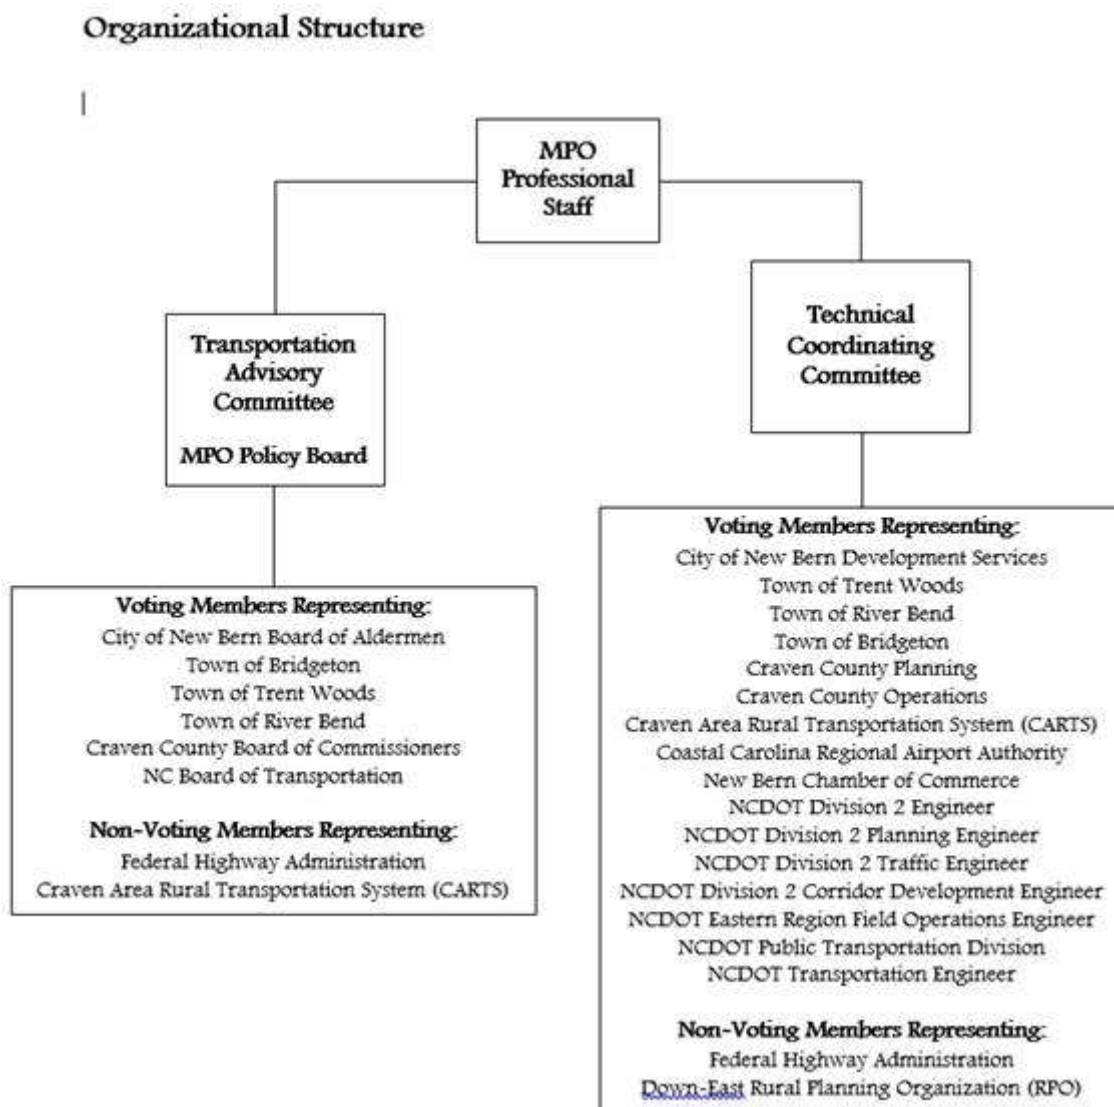 Organizational Structure
MPO
Professional
Staff
Transportation
Advisory
Committee
MPO Policy Board
Technical
Coordinating
Committee
Voting Members Representing:
City of New Bern Board of Aldermen
Town of Bridgeton
Town of Trent Woods
Town of River Bend
Craven County Board of Commissioners
NC Board of Transportation
Non-Voting Members Representing:
Federal Highway Administration
Craven Area Rural Transportation System (CARTS)
Voting Members Representing:
City of New Bern Development Services
Town of Trent Woods
Town of River Bend
Town of Bridgeton
Craven County Planning
Craven County Operations
Craven Area Rural Transportation System (CARTS)
Coastal Carolina Regional Airport Authority
New Bern Chamber of Commerce
NCDOT Division 2 Engineer
NCDOT Division 2 Planning Engineer
NCDOT Division 2 Traffic Engineer
NCDOT Division 2 Corridor Development Engineer
NCDOT Eastern Region Field Operations Engineer
NCDOT Public Transportation Division
NCDOT Transportation Engineer
Non-Voting Members Representing:
Federal Highway Administration
Down-East Rural Planning Organization (RPO)